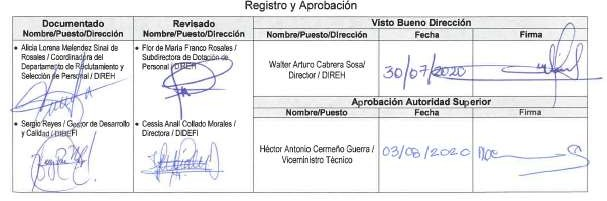 Registro y Aprobación
Documentado
Nombre/Puesto/Dirección
Revisado
Nombre/Puesto/Dirección
Visto Bueno Dirección
Nombre/Puesto/Dirección
Fecha
Firma
• Alicia Lorena Melendez Sinal de
Rosales / Coordinadora del
Departamento de Reclutamiento y
Selección de Personal / DIREH
• Flor de Maria Franco Rosales /
Subdirectora de Dotación de
Personal / DIREH
Walter Arturo Cabrera Sosa/
Director / DIREH
30/07/2020
Aprobación Autoridad Superior
Nombre/Puesto
Fecha
Firma
• Sergio Reyes / Gestor de Desarrollo
y Calidad / DIDEFI
• Cessia Anaíi Collado Morales /
Directora / DIDEFI
Héctor Antonio Cermeño Guerra /
Viceministro Técnico
03/08/2020